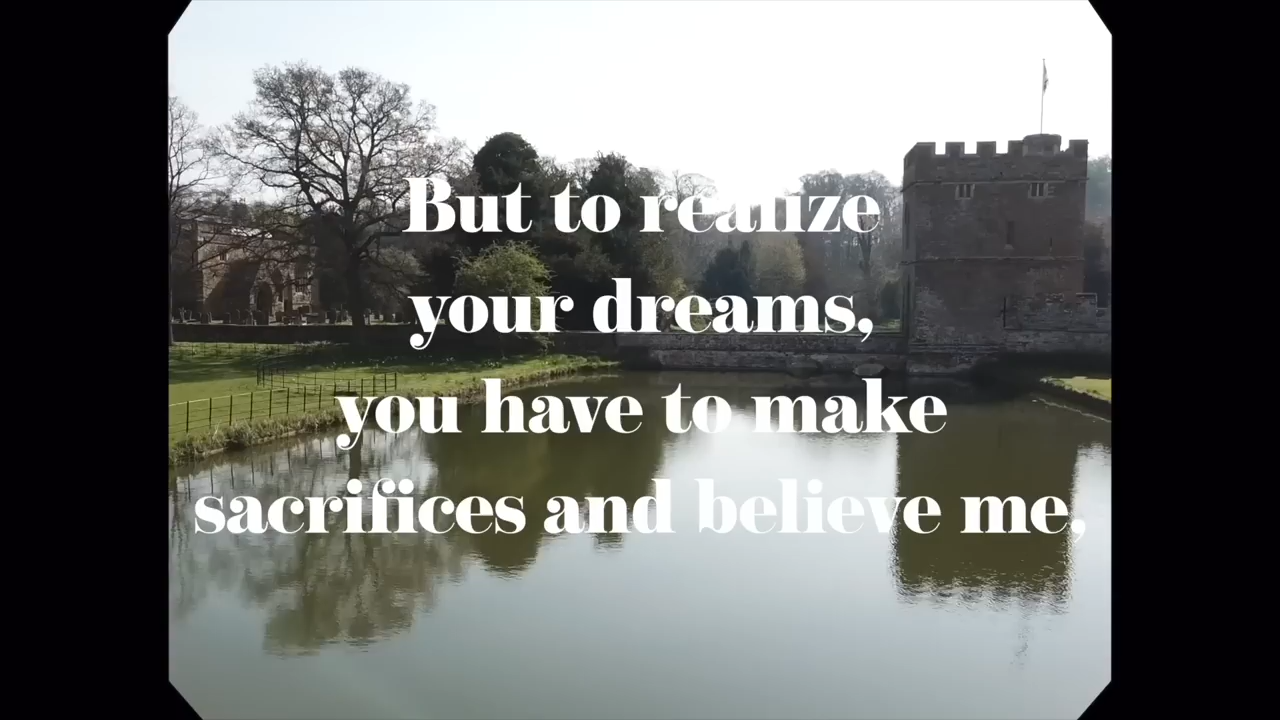 But to realize
your dreams,
you have to make
sacrifices and believe me,